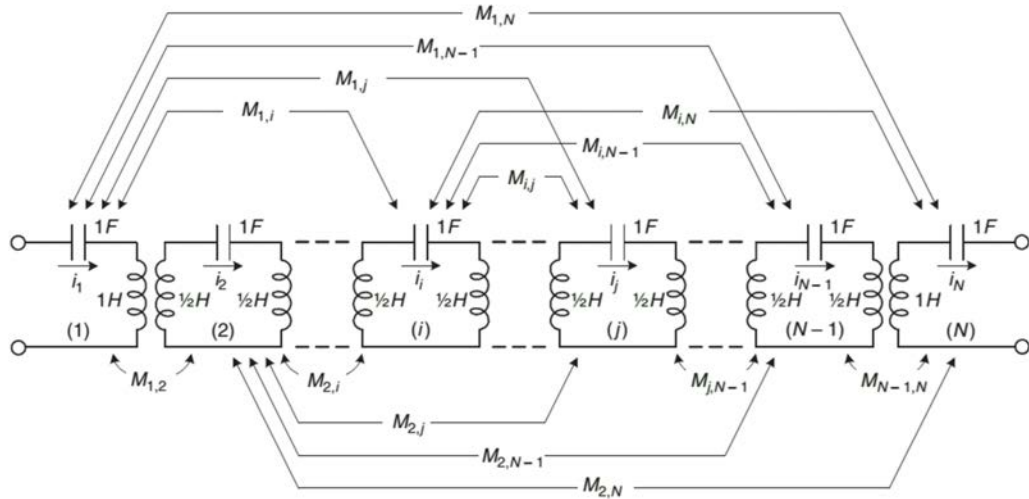 M1,N
M1,N−1
M1,j
M1,i
Mi,N
Mi,N−1
Mi,j
1F 1F 1F 1F 1F 1F
i1 i2 ii ij iN−1 iN
1H ½H ½H ½H ½H ½H ½H ½H ½H 1H
(1) (2) (i) (j) (N−1) (N)
M1,2 M2,i Mj,N−1 MN−1,N
M2,j
M2,N−1
M2,N